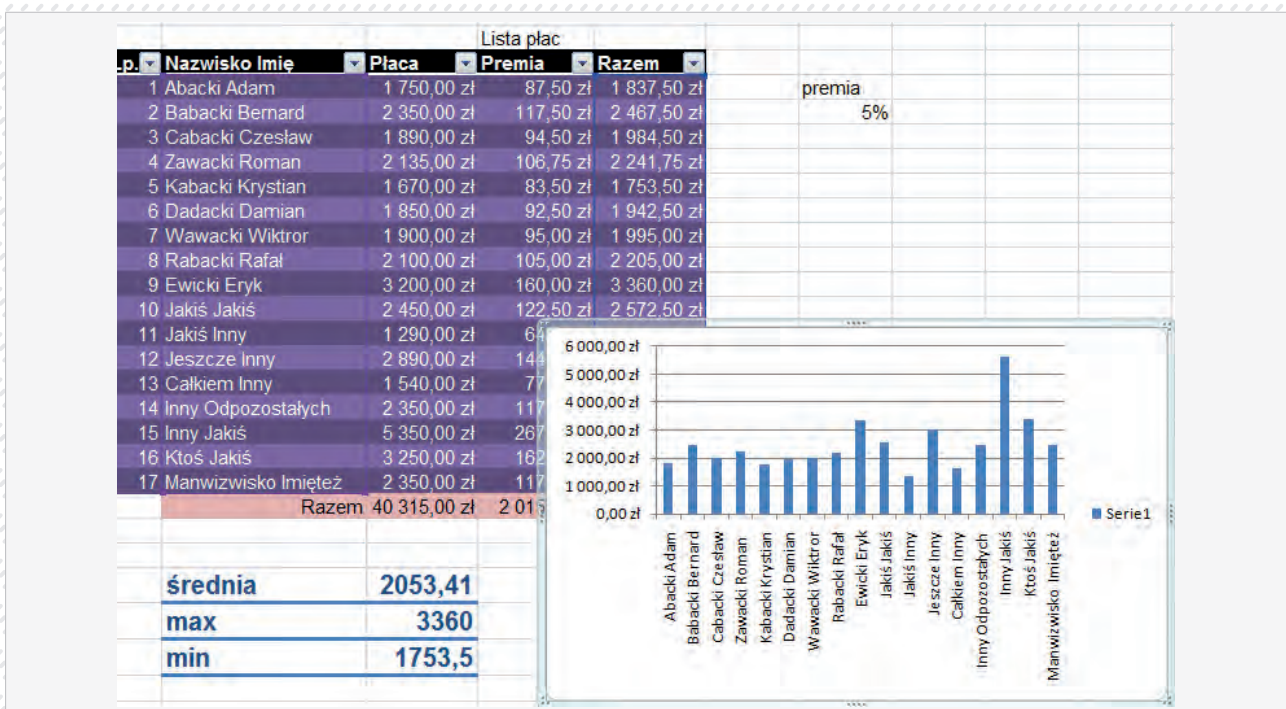 Lista płac
.p. Nazwisko Imię Płaca Premia Razem
1 Abacki Adam 1 750,00 zł 87,50 zł 1 837,50 zł premia
2 Babacki Bernard 2 350,00 zł 117,50 zł 2 467,50 zł 5%
3 Cabacki Czesław 1 890,00 zł 94,50 zł 1 984,50 zł
4 Zawacki Roman 2 135,00 zł 106,75 zł 2 241,75 zł
5 Kabacki Krystian 1 670,00 zł 83,50 zł 1 753,50 zł
6 Dadacki Damian 1 850,00 zł 92,50 zł 1 942,50 zł
7 Wawacki Wiktror 1 900,00 zł 95,00 zł 1 995,00 zł
8 Rabacki Rafał 2 100,00 zł 105,00 zł 2 205,00 zł
9 Ewicki Eryk 3 200,00 zł 160,00 zł 3 360,00 zł
10 Jakiś Jakiś 2 450,00 zł 122,50 zł 2 572,50 zł
11 Jakiś Inny 1 290,00 zł 64
12 Jeszcze Inny 2 890,00 zł 144
13 Całkiem Inny 1 540,00 zł 77
14 Inny Odpozostałych 2 350,00 zł 117
15 Inny Jakiś 5 350,00 zł 267
16 Ktoś Jakiś 3 250,00 zł 162
17 Manwizwisko Imięteż 2 350,00 zł 117
Razem 40 315,00 zł 2 01
średnia 2053,41
max 3360
min 1753,5
6 000,00 zł
5 000,00 zł
4 000,00 zł
3 000,00 zł
2 000,00 zł
1 000,00 zł
0,00 zł
Abacki Adam
Babacki Bernard
Cabacki Czesław
Zawacki Roman
Kabacki Krystian
Dadacki Damian
Wawacki Wiktror
Rabacki Rafał
Ewicki Eryk
Jakiś Jakiś
Jakiś Inny
Jeszcze Inny
Całkiem Inny
Inny Odpozostałych
Inny Jakiś
Ktoś Jakiś
Manwizwisko Imięteż
Serie1